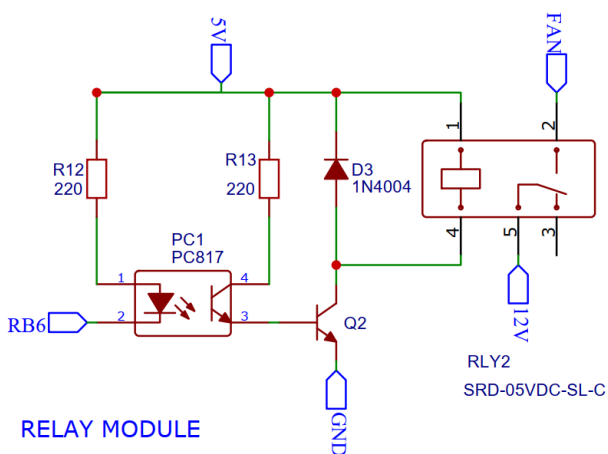 5V
FAN
R12
220
R13
220
D3
1N4004
1
2
4
5
3
PC1
PC817
1
4
2
3
RB6
Q2
12V
GND
RLY2
SRD-05VDC-SL-C
RELAY MODULE